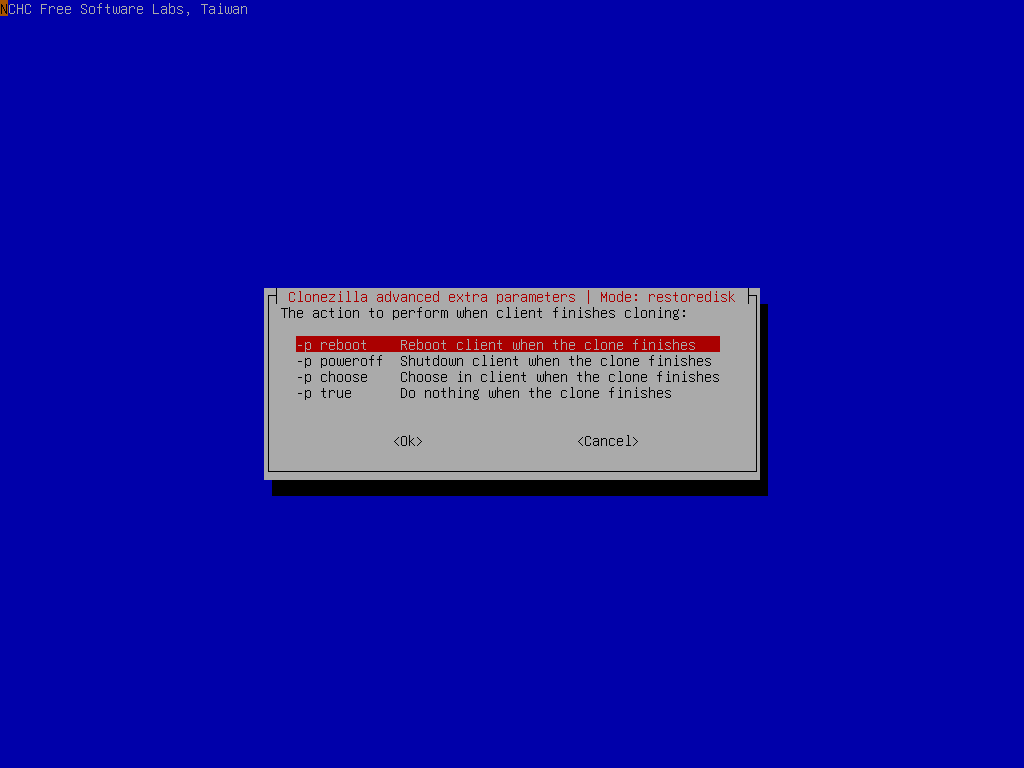 NCHC Free Software Labs, Taiwan
Clonezilla advanced extra parameters | Mode: restoredisk
The action to perform when client finishes cloning:
-p reboot    Reboot client when the clone finishes
-p poweroff  Shutdown client when the clone finishes
-p choose    Choose in client when the clone finishes
-p true      Do nothing when the clone finishes
<Ok>                   <Cancel>